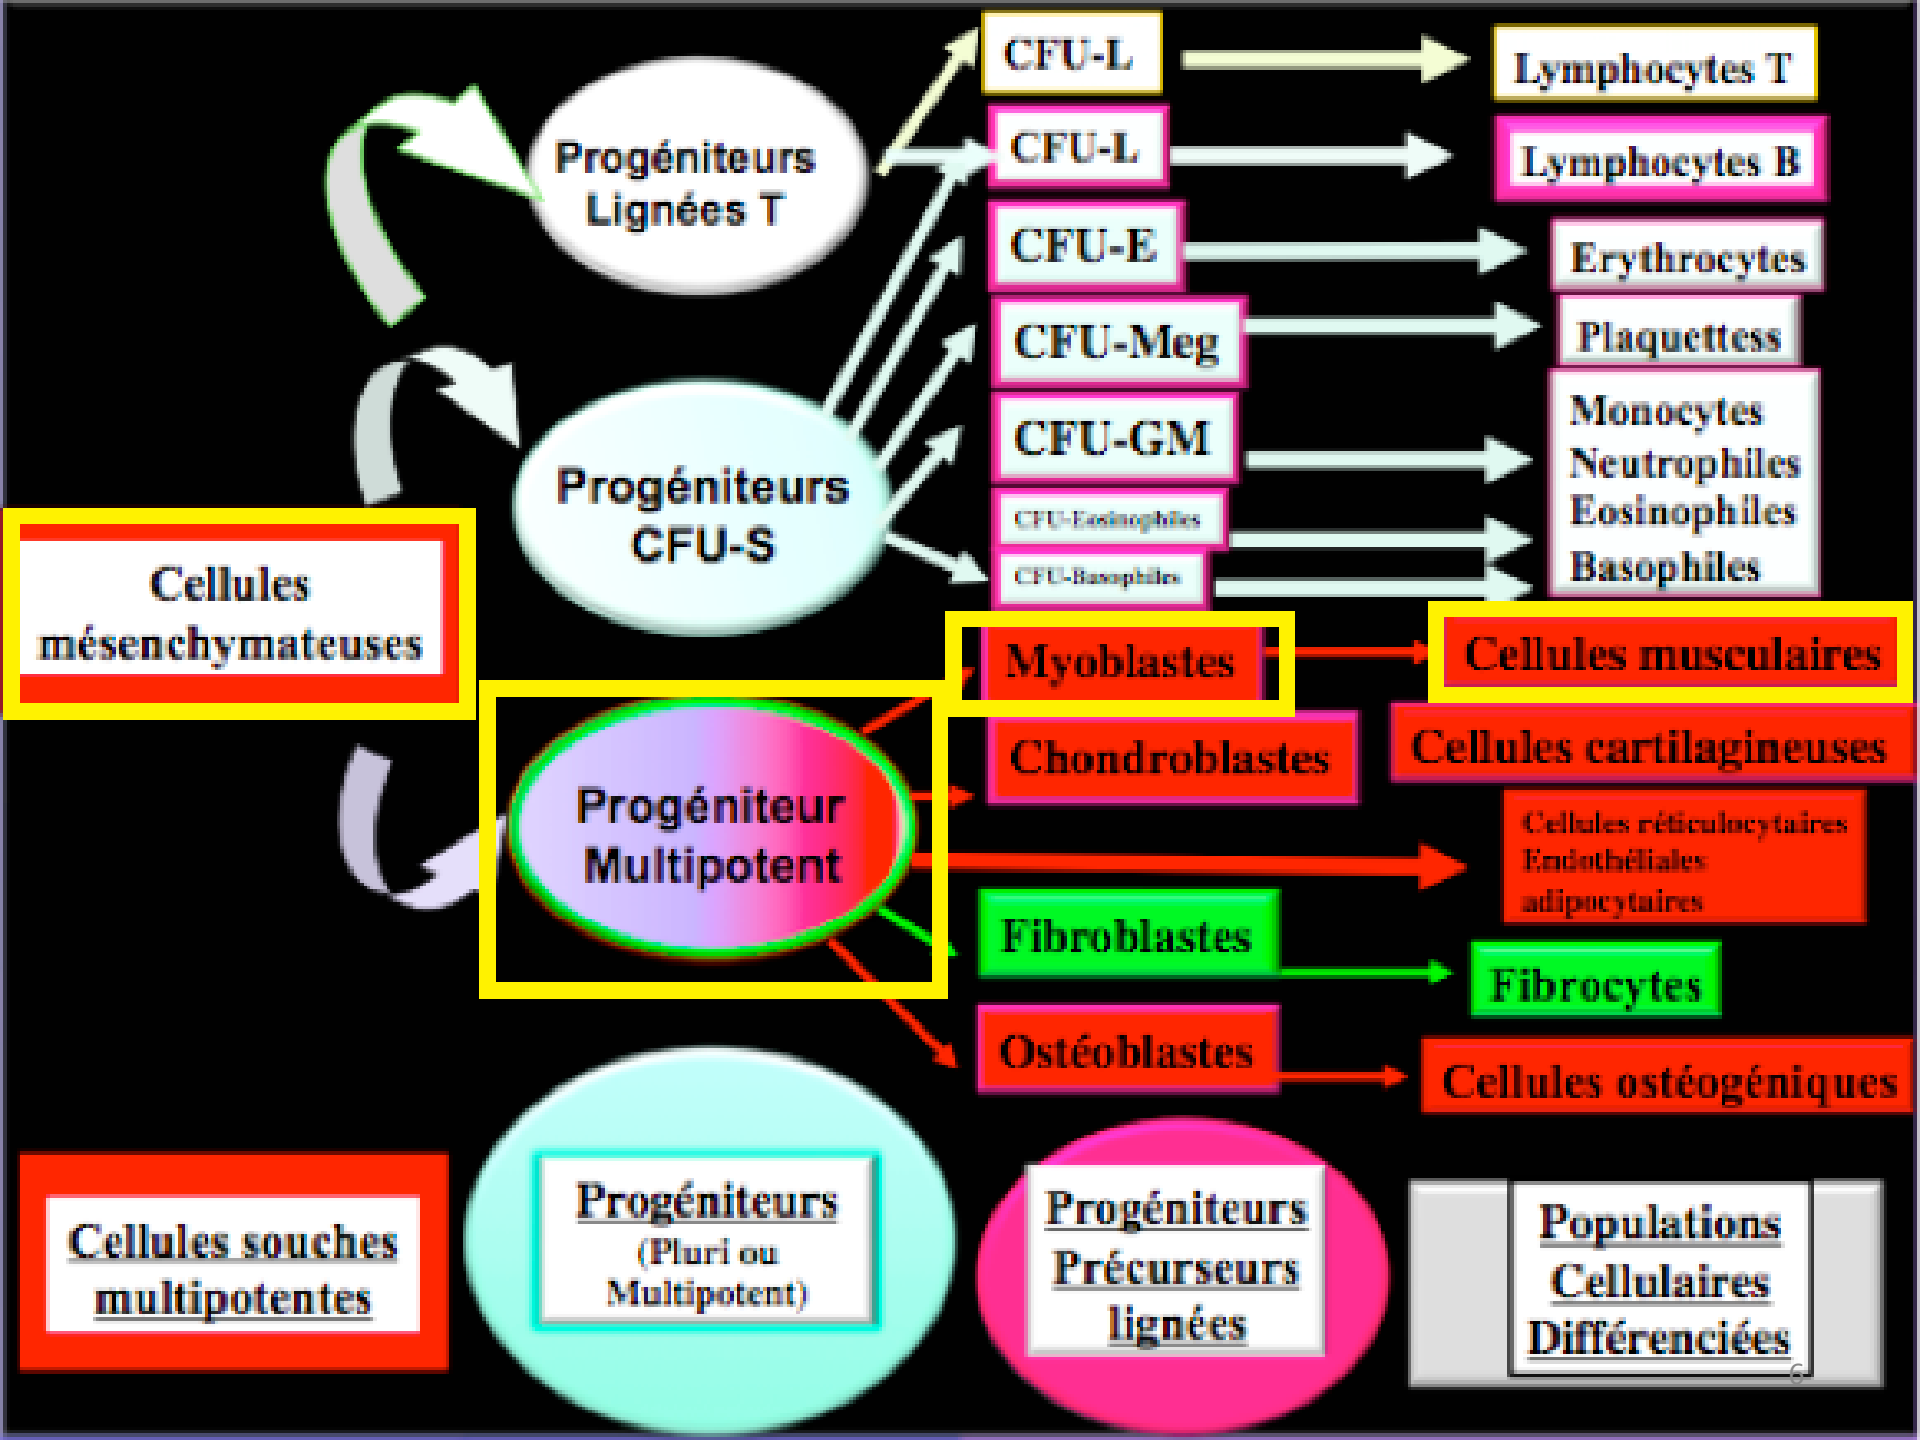 CFU-L
Lymphocytes T
Progéniteurs
Lignées T
CFU-L
Lymphocytes B
CFU-E
Erythrocytes
CFU-Meg
Plaquettess
CFU-GM
Monocytes
Neutrophiles
Eosinophiles
Basophiles
Progéniteurs
CFU-S
CFU-Eosinophiles
CFU-Basophiles
Cellules
mésenchymateuses
Myoblastes
Cellules musculaires
Chondroblastes
Cellules cartilagineuses
Progéniteur
Multipotent
Cellules réticulocytaires
Endothéliales
adipocytaires
Fibroblastes
Fibrocytes
Ostéoblastes
Cellules ostéogéniques
Cellules souches
multipotentes
Progéniteurs
(Pluri ou
Multipotent)
Progéniteurs
Précurseurs
lignées
Populations
Cellulaires
Différenciées
6